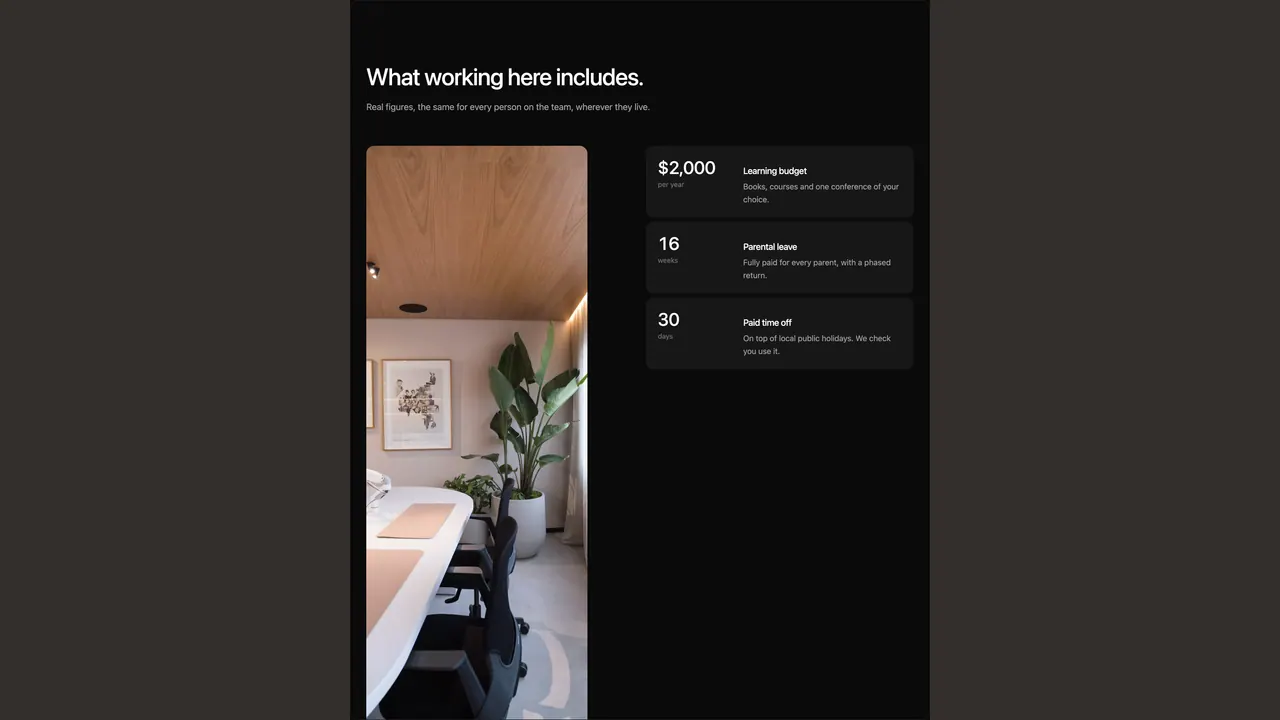 What working here includes.
Real figures, the same for every person on the team, wherever they live.
$2,000
per year
Learning budget
Books, courses and one conference of your
choice.
16
weeks
Parental leave
Fully paid for every parent, with a phased
return.
30
days
Paid time off
On top of local public holidays. We check
you use it.